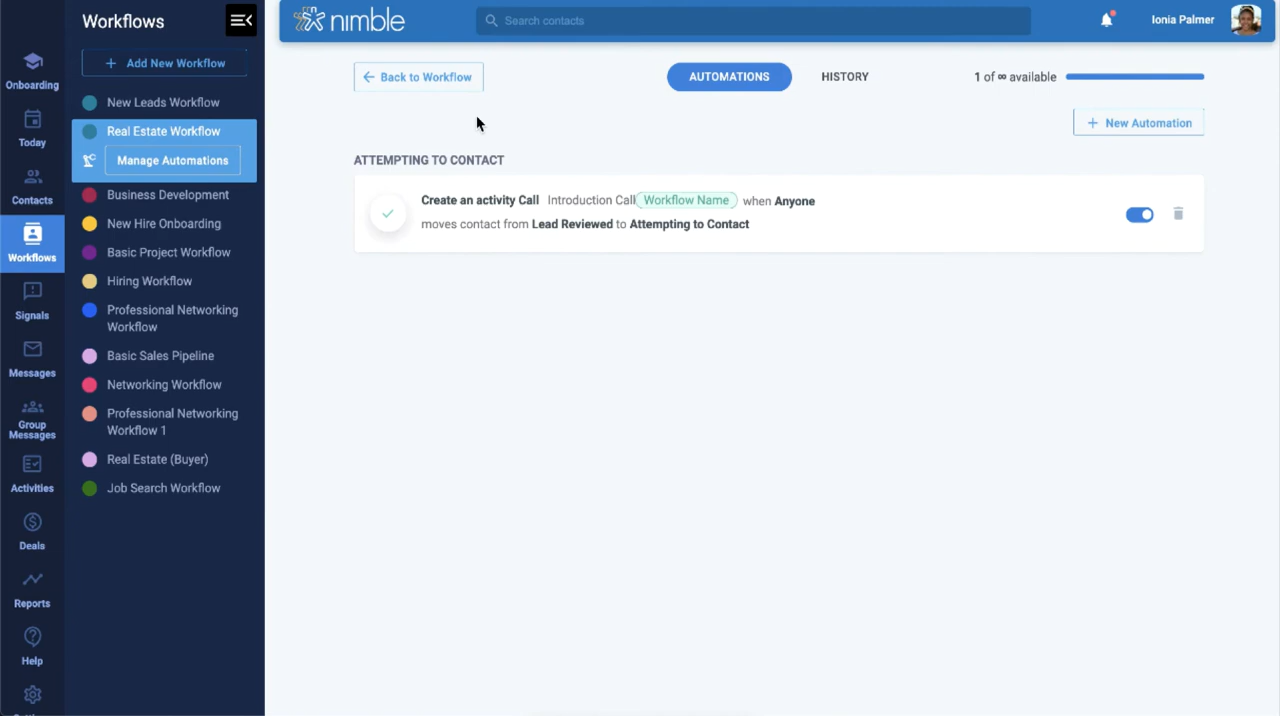 Workflows
nimble
Search contacts
Ionia Palmer
Onboarding
Today
Contacts
Workflows
Signals
Messages
Group
Messages
Activities
Deals
Reports
Help
+ Add New Workflow
New Leads Workflow
Real Estate Workflow
Manage Automations
Business Development
New Hire Onboarding
Basic Project Workflow
Hiring Workflow
Professional Networking
Workflow
Basic Sales Pipeline
Networking Workflow
Professional Networking
Workflow 1
Real Estate (Buyer)
Job Search Workflow
← Back to Workflow
AUTOMATIONS
HISTORY
1 of ∞ available
+ New Automation
ATTEMPTING TO CONTACT
Create an activity Call Introduction Call Workflow Name when Anyone
moves contact from Lead Reviewed to Attempting to Contact